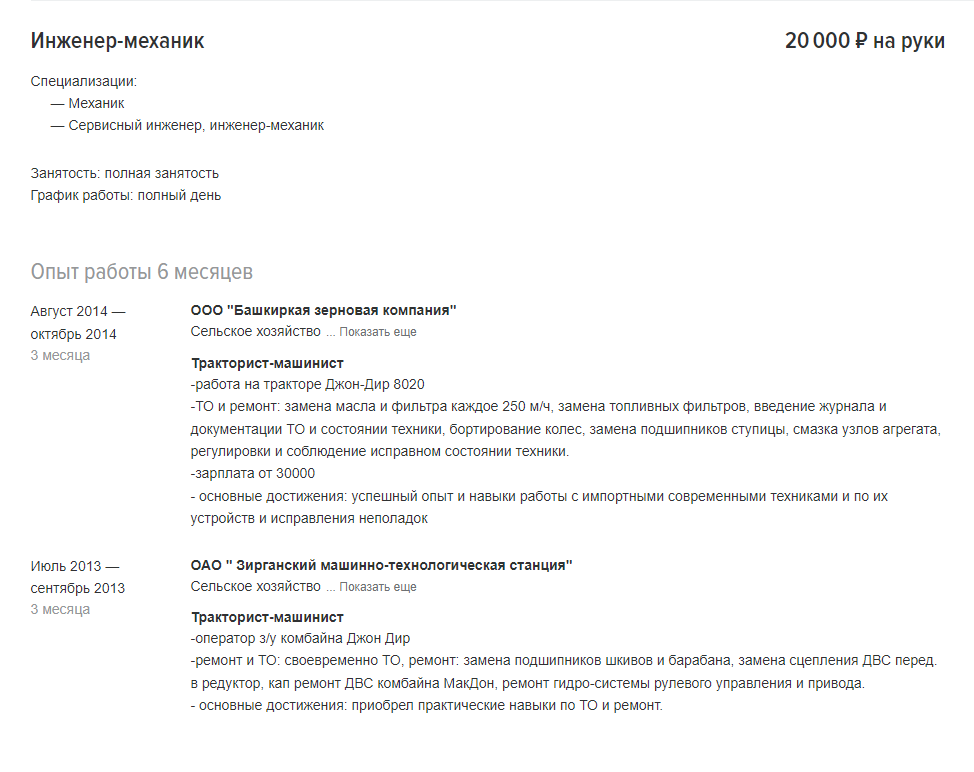 Инженер-механик
20 000 ₽ на руки
Специализации:
— Механик
— Сервисный инженер, инженер-механик
Занятость: полная занятость
График работы: полный день
Опыт работы 6 месяцев
Август 2014 —
октябрь 2014
3 месяца
ООО "Башкиркая зерновая компания"
Сельское хозяйство ... Показать еще
Тракторист-машинист
-работа на тракторе Джон-Дир 8020
-ТО и ремонт: замена масла и фильтра каждое 250 м/ч, замена топливных фильтров, введение журнала и
документации ТО и состоянии техники, бортирование колес, замена подшипников ступицы, смазка узлов агрегата,
регулировки и соблюдение исправном состоянии техники.
-зарплата от 30000
- основные достижения: успешный опыт и навыки работы с импортными современными техниками и по их
устройств и исправления неполадок
Июль 2013 —
сентябрь 2013
3 месяца
ОАО " Зирганский машинно-технологическая станция"
Сельское хозяйство ... Показать еще
Тракторист-машинист
-оператор з/у комбайна Джон Дир
-ремонт и ТО: своевременно ТО, ремонт: замена подшипников шкивов и барабана, замена сцепления ДВС перед.
в редуктор, кап ремонт ДВС комбайна МакДон, ремонт гидро-системы рулевого управления и привода.
- основные достижения: приобрел практические навыки по ТО и ремонт.